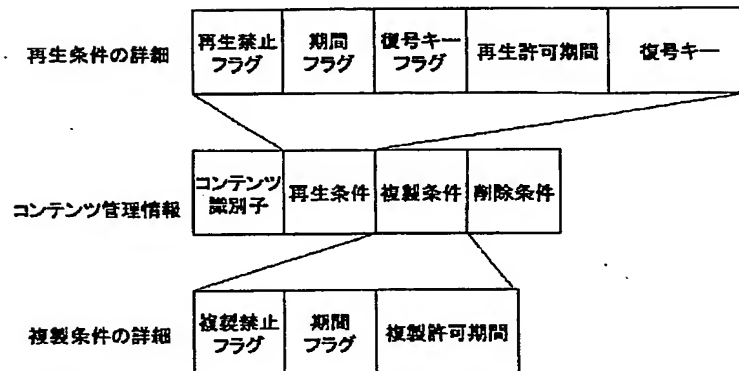 再生条件の詳細
再生禁止
フラグ
期間
フラグ
復号キー
フラグ
再生許可期間
復号キー
コンテンツ管理情報
コンテンツ
識別子
再生条件
複製条件
削除条件
複製条件の詳細
複製禁止
フラグ
期間
フラグ
複製許可期間